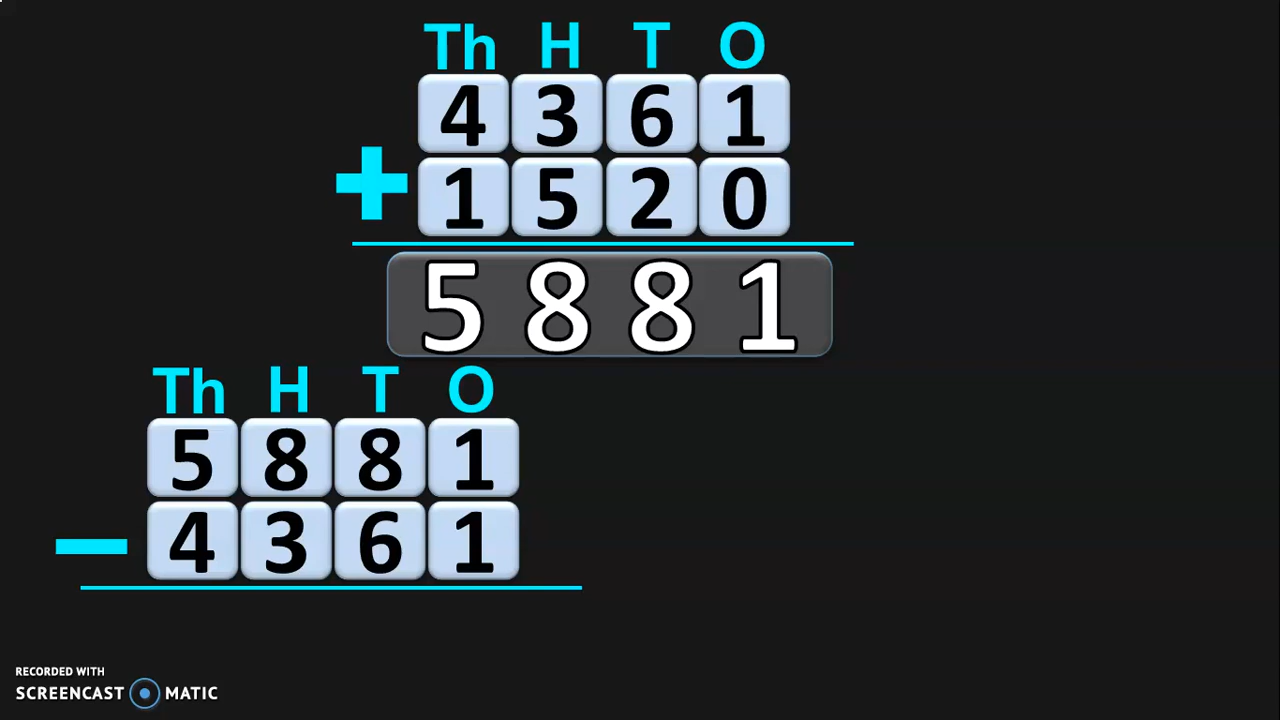 Th H T O
4 3 6 1
+ 1 5 2 0
5 8 8 1
Th H T O
5 8 8 1
− 4 3 6 1
RECORDED WITH
SCREENCAST MATIC